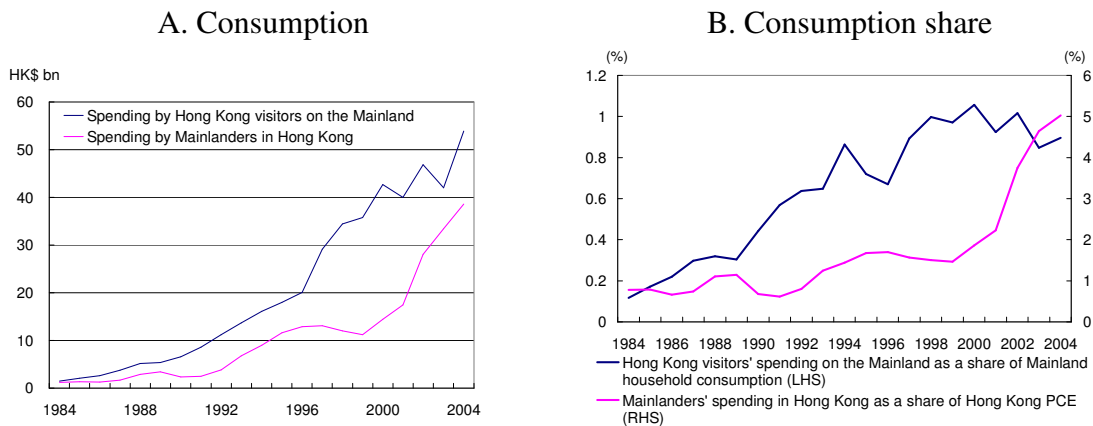 A. Consumption
HK$ bn
60
50
40
30
20
10
0
Spending by Hong Kong visitors on the Mainland
Spending by Mainlanders in Hong Kong
1984 1988 1992 1996 2000 2004
B. Consumption share
(%) (%)
1.2 6
1 5
0.8 4
0.6 3
0.4 2
0.2 1
0 0
1984 1986 1988 1990 1992 1994 1996 1998 2000 2002 2004
Hong Kong visitors' spending on the Mainland as a share of Mainland
household consumption (LHS)
Mainlanders' spending in Hong Kong as a share of Hong Kong PCE
(RHS)